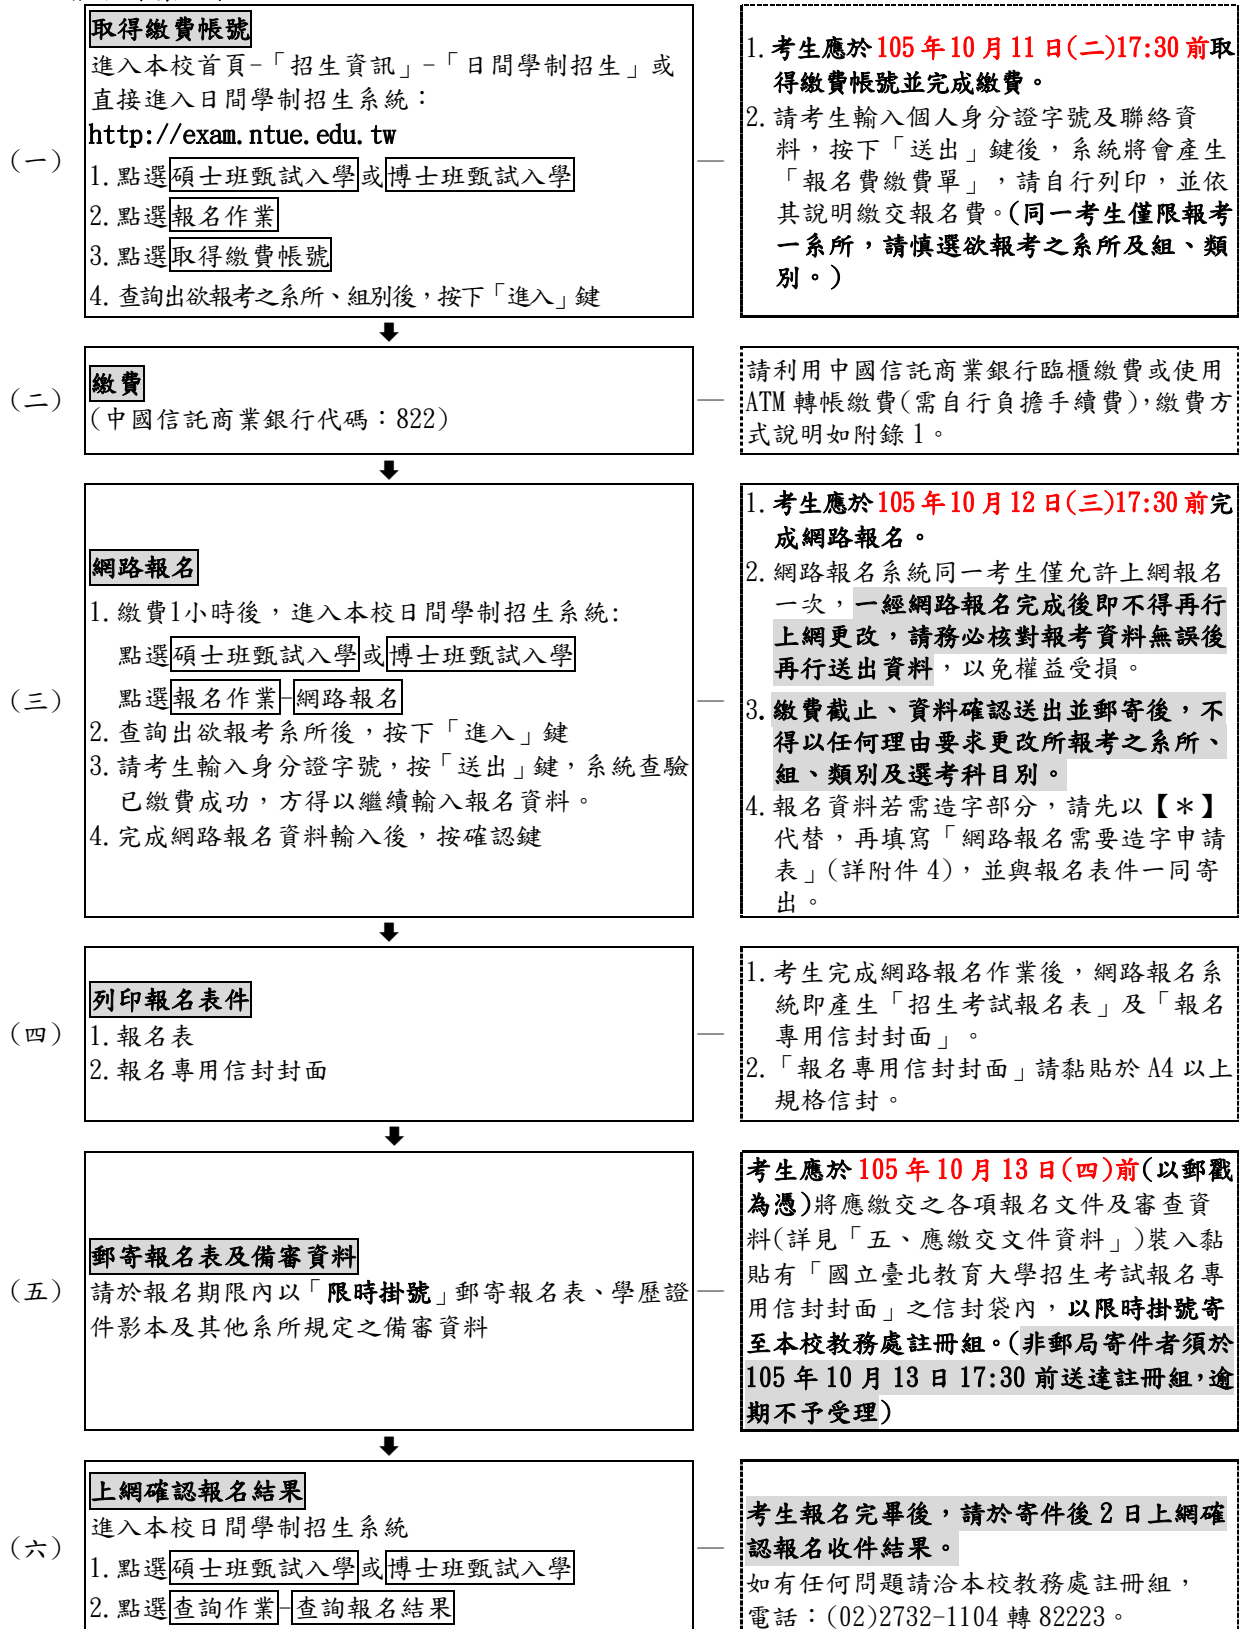 取得繳費帳號
進入本校首頁-「招生資訊」-「日間學制招生」或
直接進入日間學制招生系統：
http://exam.ntue.edu.tw
(一)
1.點選碩士班甄試入學或博士班甄試入學
2.點選報名作業
3.點選取得繳費帳號
4.查詢出欲報考之系所、組別後，按下「進入」鍵
—
1.考生應於105年10月11日(二)17:30前取
得繳費帳號並完成繳費。
2.請考生輸入個人身分證字號及聯絡資
料，按下「送出」鍵後，系統將會產生
「報名費繳費單」，請自行列印，並依
其說明繳交報名費。(同一考生僅限報考
一系所，請慎選欲報考之系所及組、類
別。)
(二)
繳費
(中國信託商業銀行代碼：822)
—
請利用中國信託商業銀行臨櫃繳費或使用
ATM轉帳繳費(需自行負擔手續費)，繳費方
式說明如附錄1。
(三)
網路報名
1.繳費1小時後，進入本校日間學制招生系統:
點選碩士班甄試入學或博士班甄試入學
點選報名作業-網路報名
2.查詢出欲報考系所後，按下「進入」鍵
3.請考生輸入身分證字號，按「送出」鍵，系統查驗
已繳費成功，方得以繼續輸入報名資料。
4.完成網路報名資料輸入後，按確認鍵
—
1.考生應於105年10月12日(三)17:30前完
成網路報名。
2.網路報名系統同一考生僅允許上網報名
一次，一經網路報名完成後即不得再行
上網更改，請務必核對報考資料無誤後
再行送出資料，以免權益受損。
3.繳費截止、資料確認送出並郵寄後，不
得以任何理由要求更改所報考之系所、
組、類別及選考科目別。
4.報名資料若需造字部分，請先以【＊】
代替，再填寫「網路報名需要造字申請
表」(詳附件4)，並與報名表件一同寄
出。
(四)
列印報名表件
1.報名表
2.報名專用信封封面
—
1.考生完成網路報名作業後，網路報名系
統即產生「招生考試報名表」及「報名
專用信封封面」。
2.「報名專用信封封面」請黏貼於A4以上
規格信封。
(五)
郵寄報名表及備審資料
請於報名期限內以「限時掛號」郵寄報名表、學歷證
件影本及其他系所規定之備審資料
—
考生應於105年10月13日(四)前(以郵戳
為憑)將應繳交之各項報名文件及審查資
料(詳見「五、應繳交文件資料」)裝入黏
貼有「國立臺北教育大學招生考試報名專
用信封封面」之信封袋內，以限時掛號寄
至本校教務處註冊組。(非郵局寄件者須於
105年10月13日17:30前送達註冊組，逾
期不予受理)
(六)
上網確認報名結果
進入本校日間學制招生系統
1.點選碩士班甄試入學或博士班甄試入學
2.點選查詢作業-查詢報名結果
—
考生報名完畢後，請於寄件後2日上網確
認報名收件結果。
如有任何問題請洽本校教務處註冊組，
電話：(02)2732-1104轉82223。